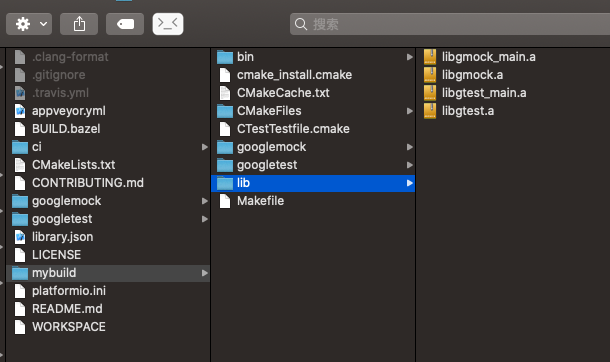 搜索
.clang-format
.gitignore
.travis.yml
appveyor.yml
BUILD.bazel
ci
CMakeLists.txt
CONTRIBUTING.md
googlemock
googletest
library.json
LICENSE
mybuild
platformio.ini
README.md
WORKSPACE
bin
cmake_install.cmake
CMakeCache.txt
CMakeFiles
CTestTestfile.cmake
googlemock
googletest
lib
Makefile
libgmock_main.a
libgmock.a
libgtest_main.a
libgtest.a